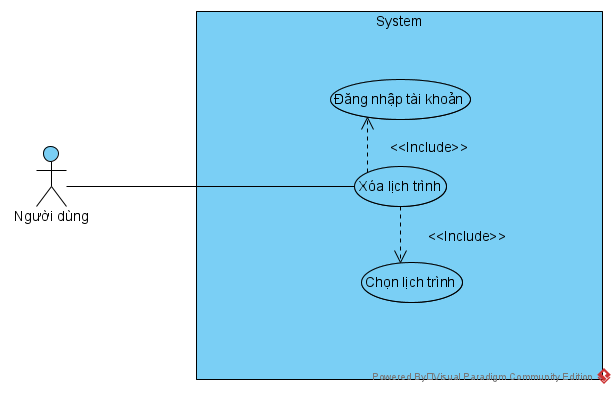 System
Đăng nhập tài khoản
<<Include>>
Xóa lịch trình
Người dùng
<<Include>>
Chọn lịch trình
Powered By Visual Paradigm Community Edition